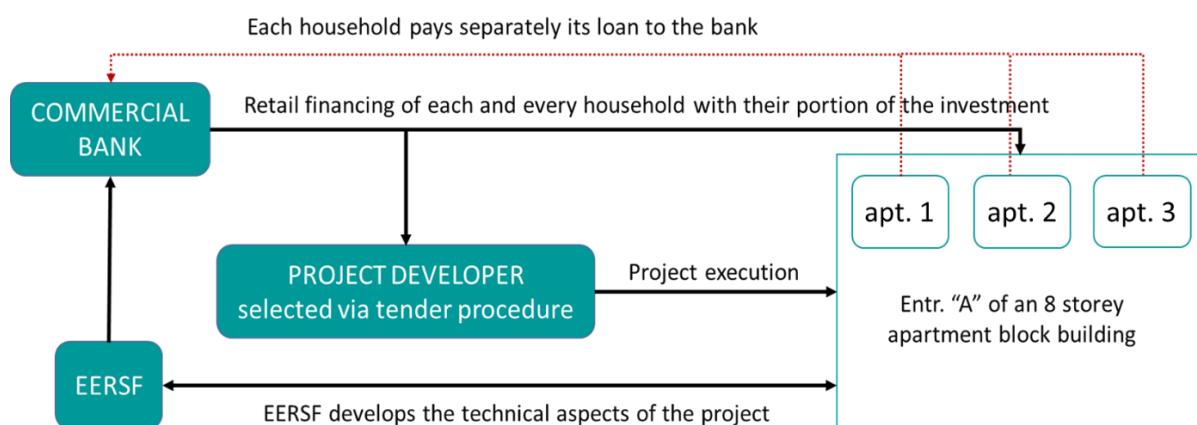 Each household pays separately its loan to the bank
COMMERCIAL
BANK
Retail financing of each and every household with their portion of the investment
apt. 1
apt. 2
apt. 3
PROJECT DEVELOPER
selected via tender procedure
Project execution
Entr. “A” of an 8 storey
apartment block building
EERSF
EERSF develops the technical aspects of the project